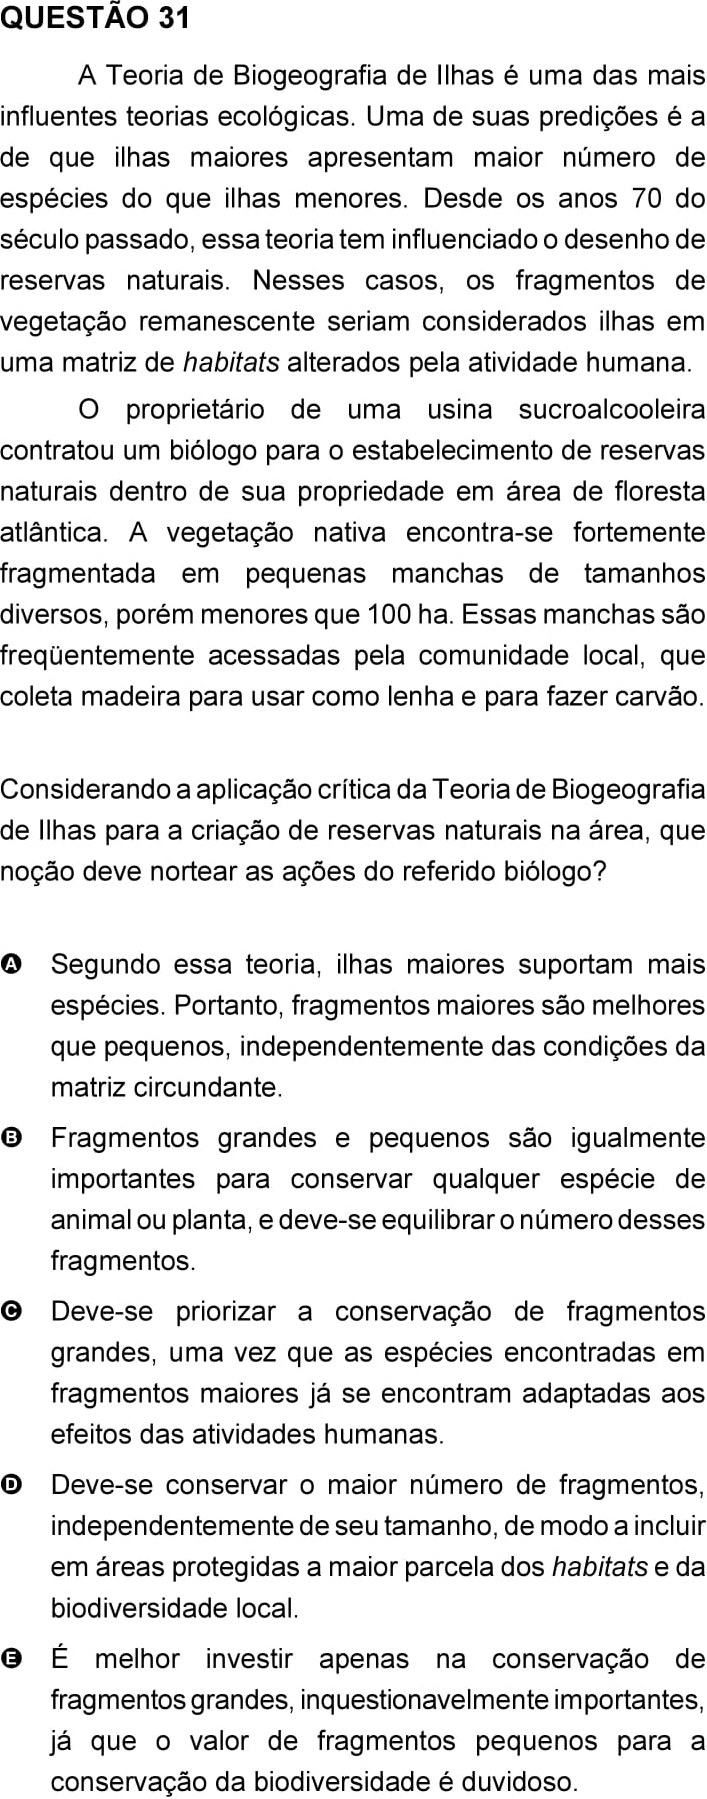 QUESTÃO 31
A Teoria de Biogeografia de Ilhas é uma das mais
influentes teorias ecológicas. Uma de suas predições é a
de que ilhas maiores apresentam maior número de
espécies do que ilhas menores. Desde os anos 70 do
século passado, essa teoria tem influenciado o desenho de
reservas naturais. Nesses casos, os fragmentos de
vegetação remanescente seriam considerados ilhas em
uma matriz de habitats alterados pela atividade humana.
O proprietário de uma usina sucroalcooleira
contratou um biólogo para o estabelecimento de reservas
naturais dentro de sua propriedade em área de floresta
atlântica. A vegetação nativa encontra-se fortemente
fragmentada em pequenas manchas de tamanhos
diversos, porém menores que 100 ha. Essas manchas são
freqüentemente acessadas pela comunidade local, que
coleta madeira para usar como lenha e para fazer carvão.
Considerando a aplicação crítica da Teoria de Biogeografia
de Ilhas para a criação de reservas naturais na área, que
noção deve nortear as ações do referido biólogo?
A Segundo essa teoria, ilhas maiores suportam mais
espécies. Portanto, fragmentos maiores são melhores
que pequenos, independentemente das condições da
matriz circundante.
B Fragmentos grandes e pequenos são igualmente
importantes para conservar qualquer espécie de
animal ou planta, e deve-se equilibrar o número desses
fragmentos.
C Deve-se priorizar a conservação de fragmentos
grandes, uma vez que as espécies encontradas em
fragmentos maiores já se encontram adaptadas aos
efeitos das atividades humanas.
D Deve-se conservar o maior número de fragmentos,
independentemente de seu tamanho, de modo a incluir
em áreas protegidas a maior parcela dos habitats e da
biodiversidade local.
E É melhor investir apenas na conservação de
fragmentos grandes, inquestionavelmente importantes,
já que o valor de fragmentos pequenos para a
conservação da biodiversidade é duvidoso.